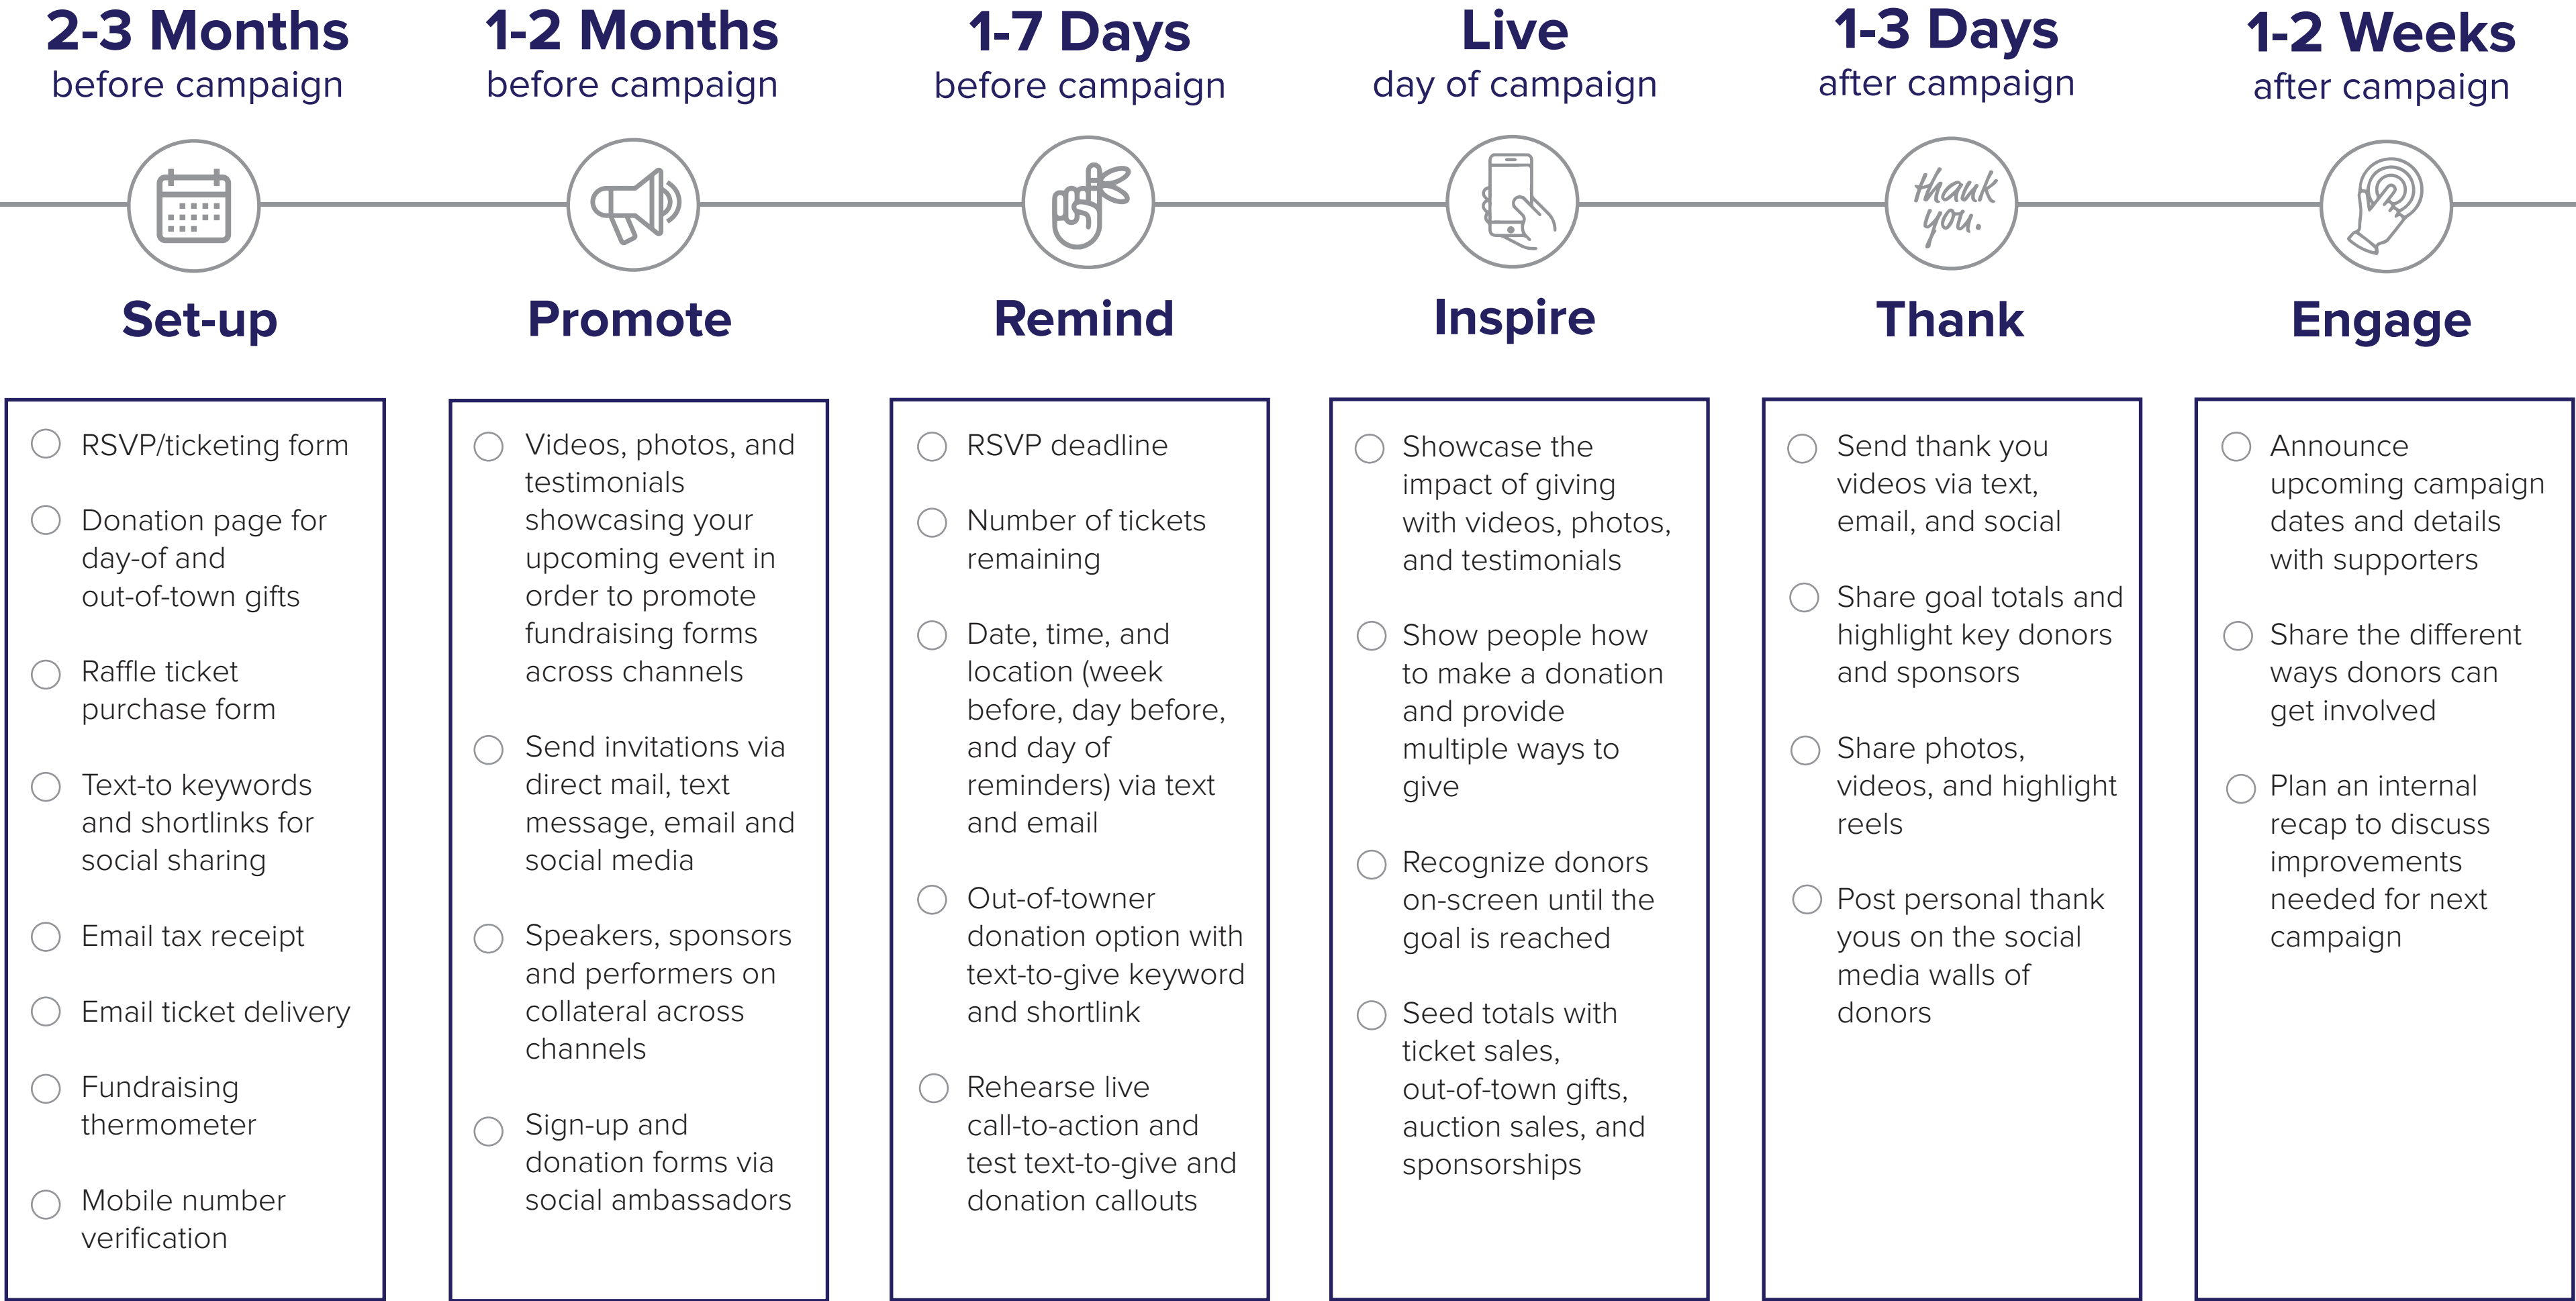 2-3 Months
before campaign
Set-up
RSVP/ticketing form
Donation page for
day-of and
out-of-town gifts
Raffle ticket
purchase form
Text-to keywords
and shortlinks for
social sharing
Email tax receipt
Email ticket delivery
Fundraising
thermometer
Mobile number
verification
1-2 Months
before campaign
Promote
Videos, photos, and
testimonials
showcasing your
upcoming event in
order to promote
fundraising forms
across channels
Send invitations via
direct mail, text
message, email and
social media
Speakers, sponsors
and performers on
collateral across
channels
Sign-up and
donation forms via
social ambassadors
1-7 Days
before campaign
Remind
RSVP deadline
Number of tickets
remaining
Date, time, and
location (week
before, day before,
and day of
reminders) via text
and email
Out-of-towner
donation option with
text-to-give keyword
and shortlink
Rehearse live
call-to-action and
test text-to-give and
donation callouts
Live
day of campaign
Inspire
Showcase the
impact of giving
with videos, photos,
and testimonials
Show people how
to make a donation
and provide
multiple ways to
give
Recognize donors
on-screen until the
goal is reached
Seed totals with
ticket sales,
out-of-town gifts,
auction sales, and
sponsorships
1-3 Days
after campaign
thank
you.
Thank
Send thank you
videos via text,
email, and social
Share goal totals and
highlight key donors
and sponsors
Share photos,
videos, and highlight
reels
Post personal thank
yous on the social
media walls of
donors
1-2 Weeks
after campaign
Engage
Announce
upcoming campaign
dates and details
with supporters
Share the different
ways donors can
get involved
Plan an internal
recap to discuss
improvements
needed for next
campaign